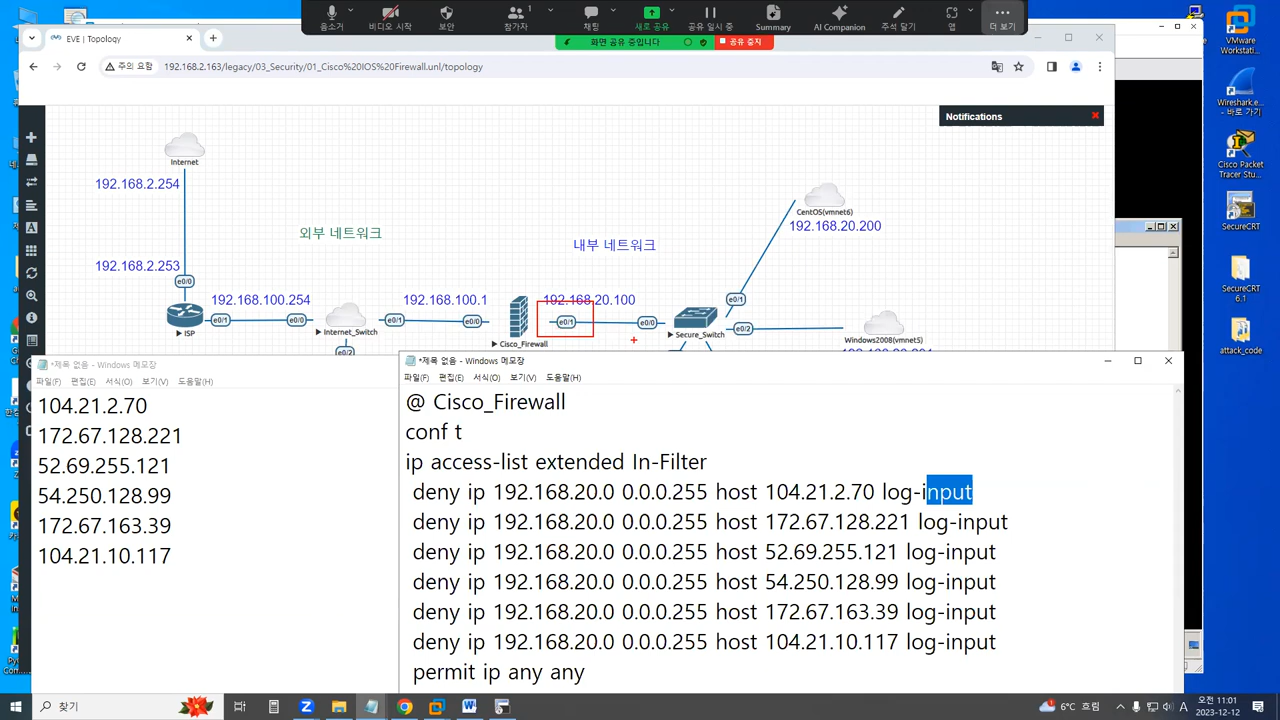 음소거
비디오 시작
보안
참가자
1
채팅
새로 공유
공유 일시 중
Summary
AI Companion
주석 달기
앱
더 보기
EVE | Topology
화면 공유 중입니다
공유 중지
주의 요함
192.168.2.163/legacy/03_Security/01_Cisco%20IOS%20Firewall.unl/topology
Notifications
Internet
192.168.2.254
외부 네트워크
내부 네트워크
CentOS(vmnet6)
192.168.20.200
192.168.2.253
e0/0
192.168.100.254
192.168.100.1
192.168.20.100
e0/1
e0/1
e0/0
e0/1
e0/0
e0/1
e0/0
e0/2
ISP
Internet_Switch
Cisco_Firewall
Secure_Switch
Windows2008(vmnet5)
e0/2
*제목 없음 - Windows 메모장
파일(F) 편집(E) 서식(O) 보기(V) 도움말(H)
104.21.2.70
172.67.128.221
52.69.255.121
54.250.128.99
172.67.163.39
104.21.10.117
*제목 없음 - Windows 메모장
파일(F) 편집(E) 서식(O) 보기(V) 도움말(H)
@ Cisco_Firewall
conf t
ip access-list extended In-Filter
deny ip 192.168.20.0 0.0.0.255 host 104.21.2.70 log-input
deny ip 192.168.20.0 0.0.0.255 host 172.67.128.221 log-input
deny ip 192.168.20.0 0.0.0.255 host 52.69.255.121 log-input
deny ip 192.168.20.0 0.0.0.255 host 54.250.128.99 log-input
deny ip 192.168.20.0 0.0.0.255 host 172.67.163.39 log-input
deny ip 192.168.20.0 0.0.0.255 host 104.21.10.117 log-input
permit ip any any
VMware
Workstati...
Wireshark.e...
- 바로 가기
Cisco Packet
Tracer Stu...
SecureCRT
SecureCRT
6.1
attack_code
찾기
6°C 흐림
A
오전 11:01
2023-12-12